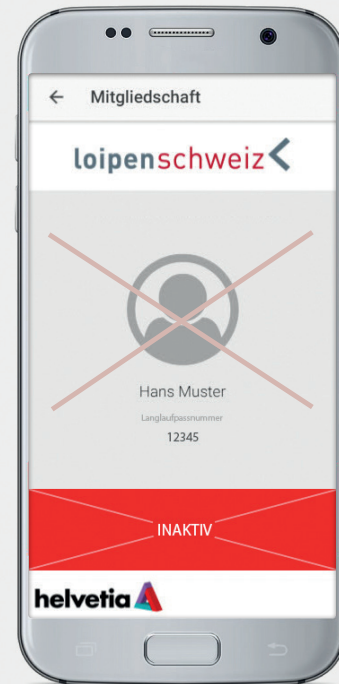 Mitgliedschaft
loipenschweiz
Hans Muster
Langlaufpassnummer
12345
INAKTIV
helvetia